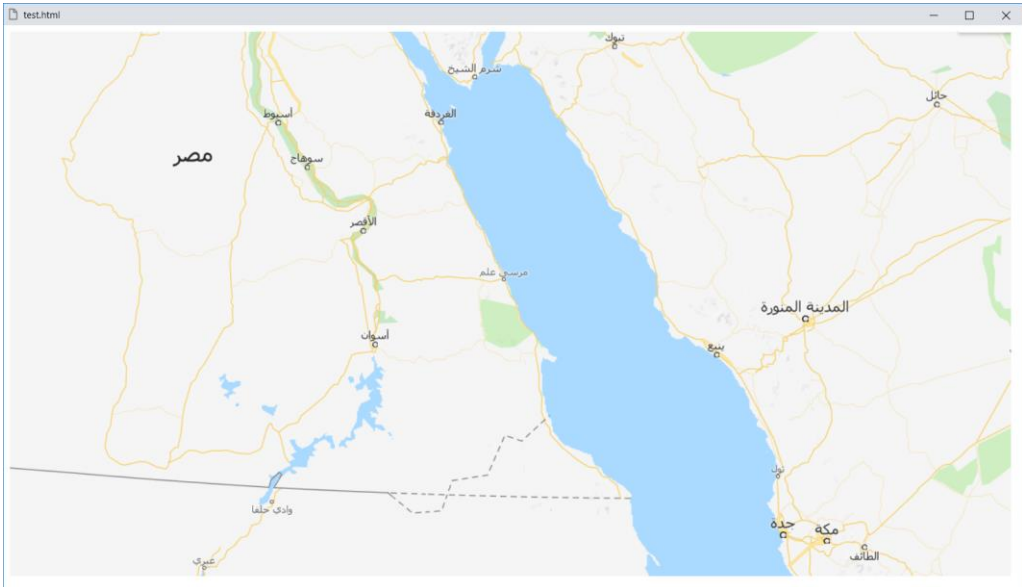 test.html
تبوك
شرم الشيخ
حائل
أسيوط
الغردقة
مصر
سوهاج
الأقصر
مرسى علم
المدينة المنورة
أسوان
ينبع
ثول
وادي حلفا
جدة
مكة
الطائف
عبري